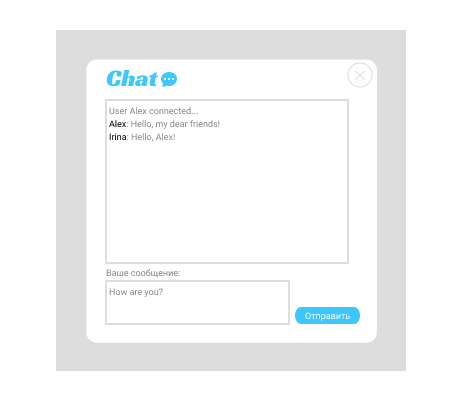 Chat
User Alex connected...
Alex: Hello, my dear friends!
Irina: Hello, Alex!
Ваше сообщение:
How are you?
Отправить